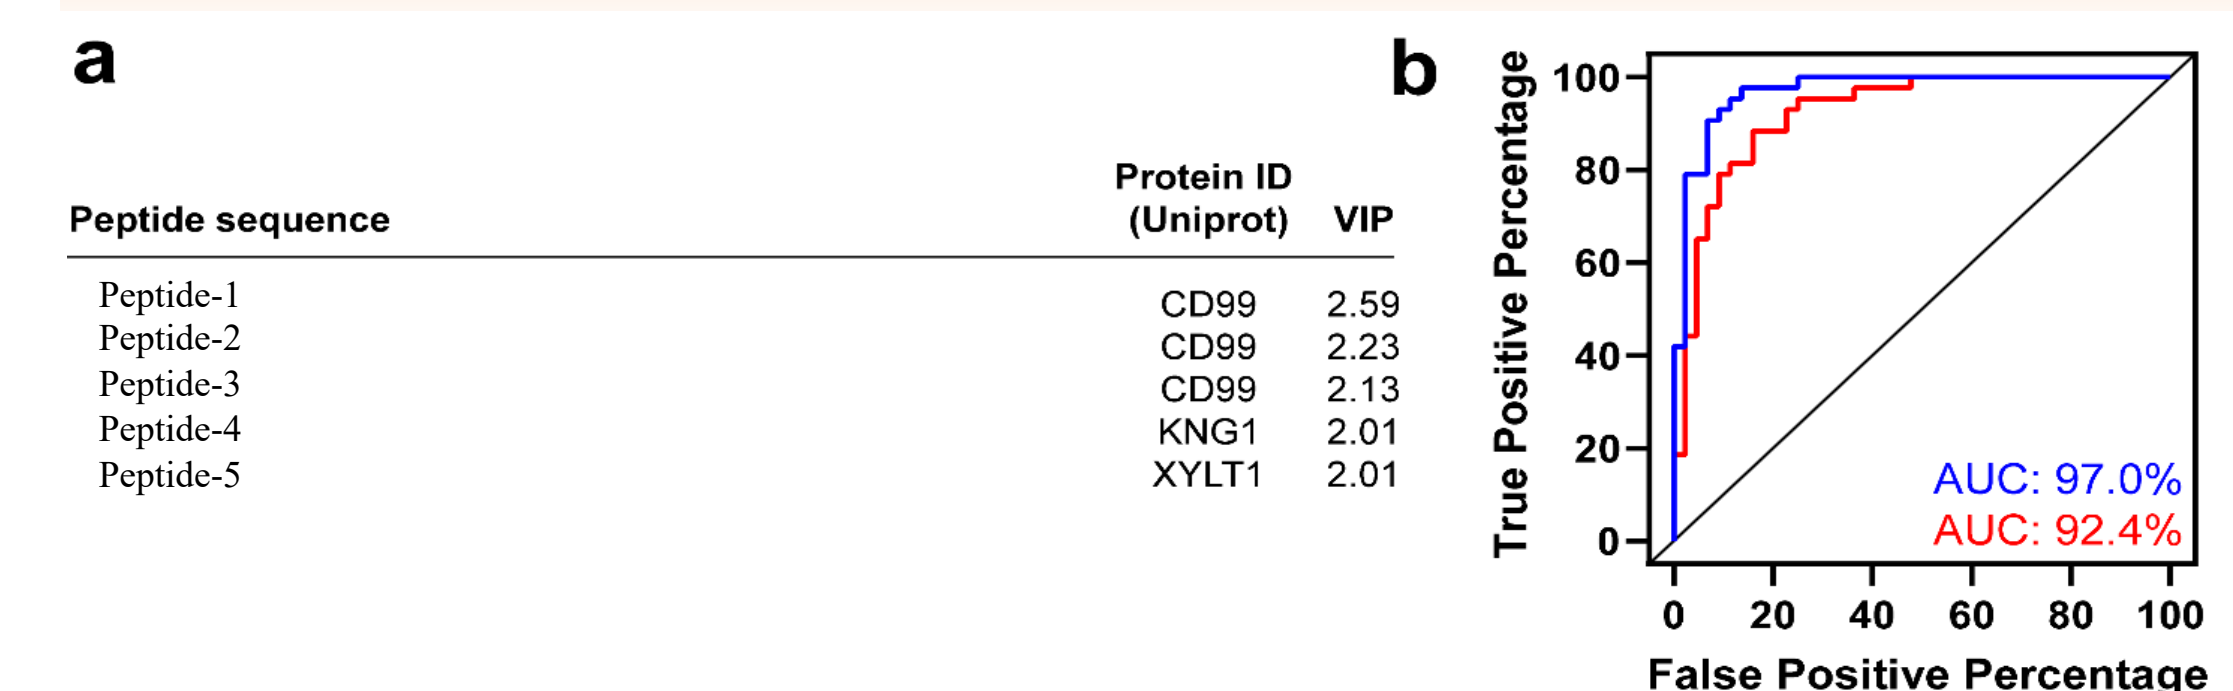 a
Protein ID
Peptide sequence (Uniprot) VIP
Peptide-1 CD99 2.59
Peptide-2 CD99 2.23
Peptide-3 CD99 2.13
Peptide-4 KNG1 2.01
Peptide-5 XYLT1 2.01
b
True Positive Percentage
100
80
60
40
20
0
AUC: 97.0%
AUC: 92.4%
0 20 40 60 80 100
False Positive Percentage